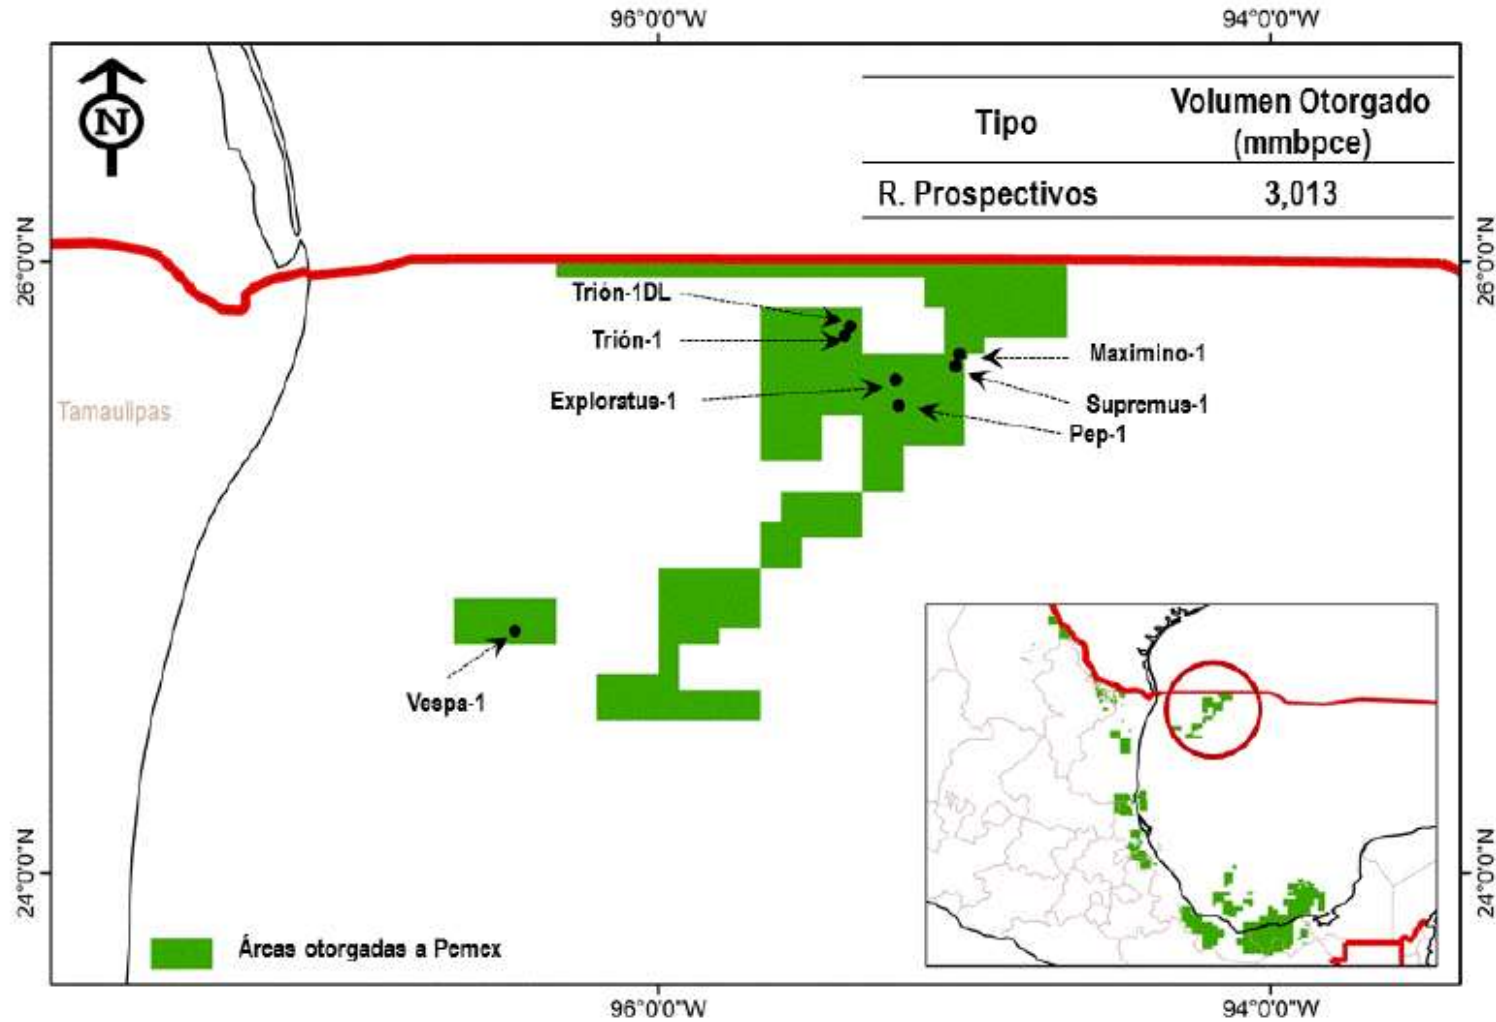 96°0'0"W
94°0'0"W
N
Tipo
Volumen Otorgado
(mmbpce)
R. Prospectivos
3,013
26°0'0"N
26°0'0"N
Trión-1DL
Trión-1
Maximino-1
Exploratus-1
Supremus-1
Tamaulipas
Pep-1
Vespa-1
24°0'0"N
24°0'0"N
Áreas otorgadas a Pemex
96°0'0"W
94°0'0"W